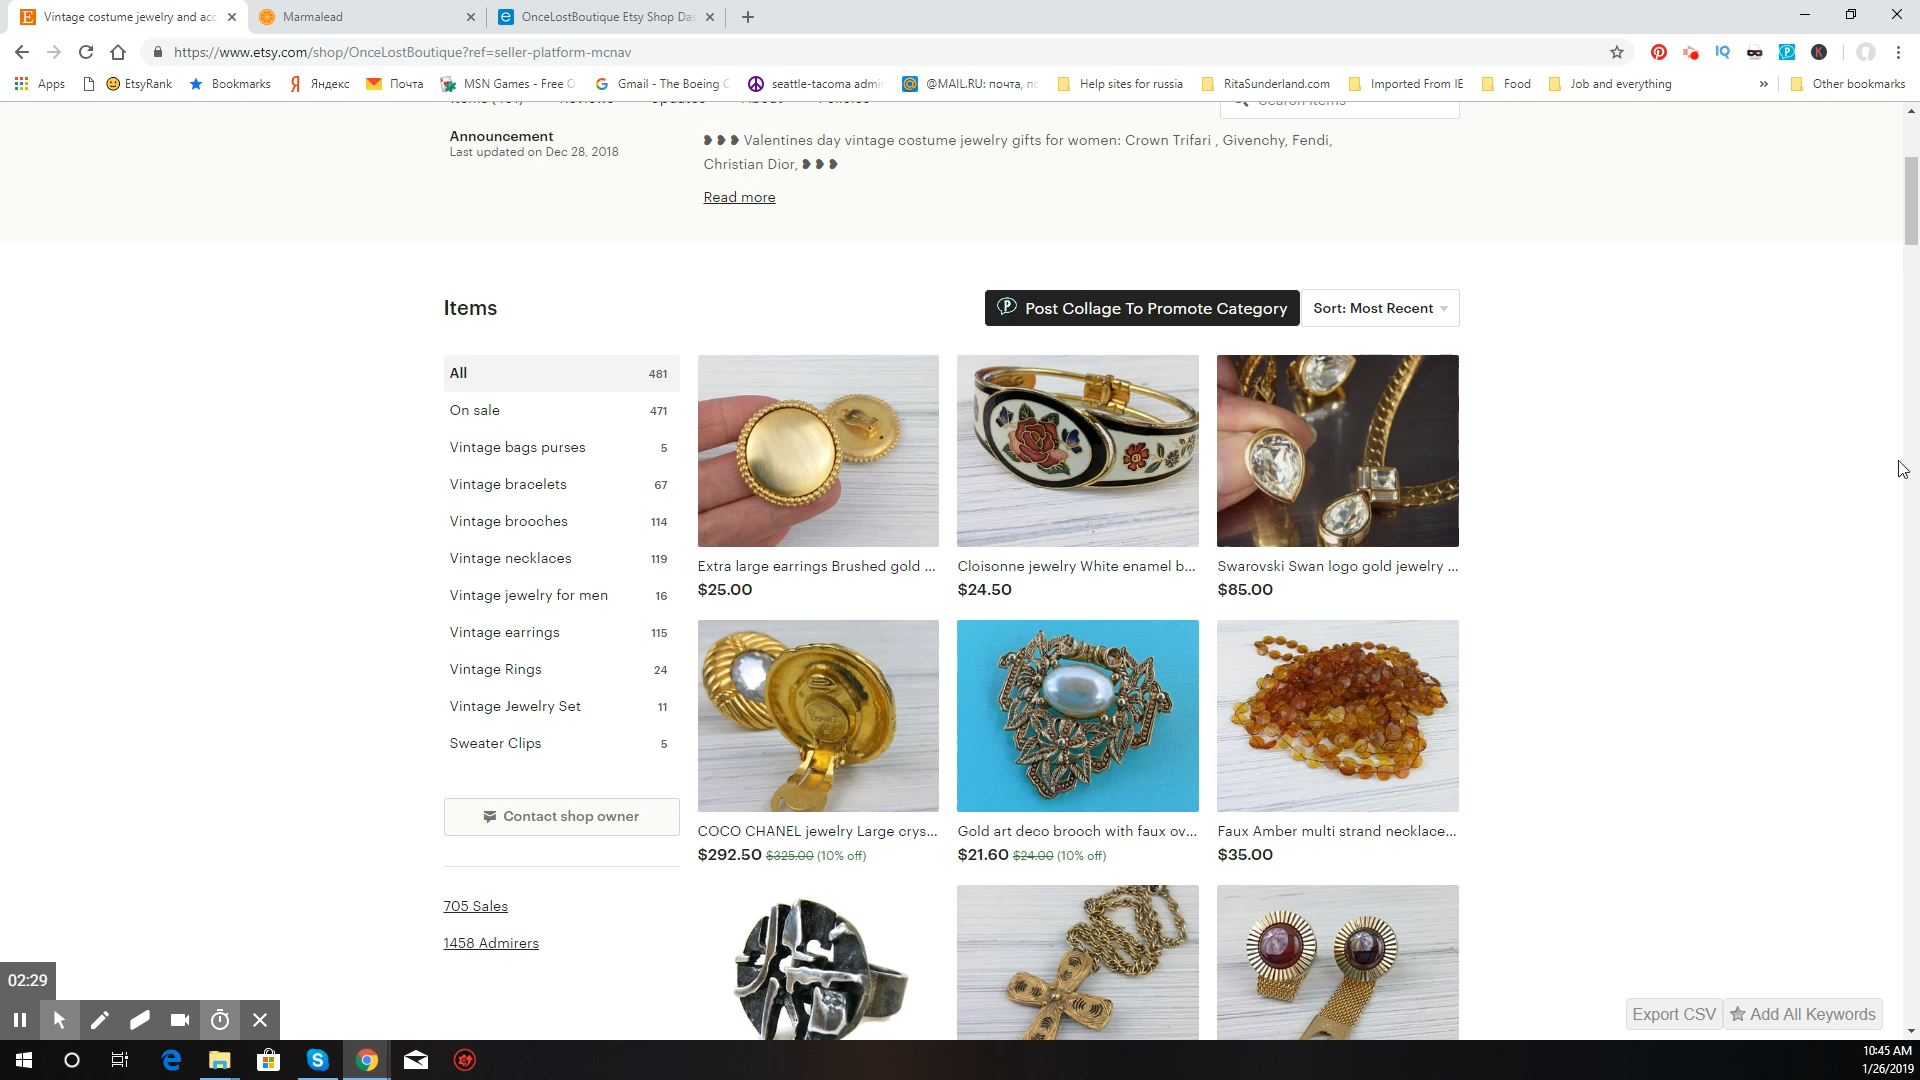 Vintage costume jewelry and acc
Marmalead
OnceLostBoutique Etsy Shop Das
https://www.etsy.com/shop/OnceLostBoutique?ref=seller-platform-mcnav
Apps
EtsyRank
Bookmarks
Яндекс
Почта
MSN Games - Free O
Gmail - The Boeing C
seattle-tacoma admi
@MAIL.RU: почта, по
Help sites for russia
RitaSunderland.com
Imported From IE
Food
Job and everything
»
Other bookmarks
Announcement
Last updated on Dec 28, 2018
❥❥❥ Valentines day vintage costume jewelry gifts for women: Crown Trifari , Givenchy, Fendi,
Christian Dior, ❥❥❥
Read more
Items
Post Collage To Promote Category
Sort: Most Recent
All 481
On sale 471
Vintage bags purses 5
Vintage bracelets 67
Vintage brooches 114
Vintage necklaces 119
Vintage jewelry for men 16
Vintage earrings 115
Vintage Rings 24
Vintage Jewelry Set 11
Sweater Clips 5
Contact shop owner
705 Sales
1458 Admirers
Extra large earrings Brushed gold ...
$25.00
Cloisonne jewelry White enamel b...
$24.50
Swarovski Swan logo gold jewelry ...
$85.00
COCO CHANEL jewelry Large crys...
$292.50 $325.00 (10% off)
Gold art deco brooch with faux ov...
$21.60 $24.00 (10% off)
Faux Amber multi strand necklace...
$35.00
Export CSV
Add All Keywords
02:29
10:45 AM
1/26/2019